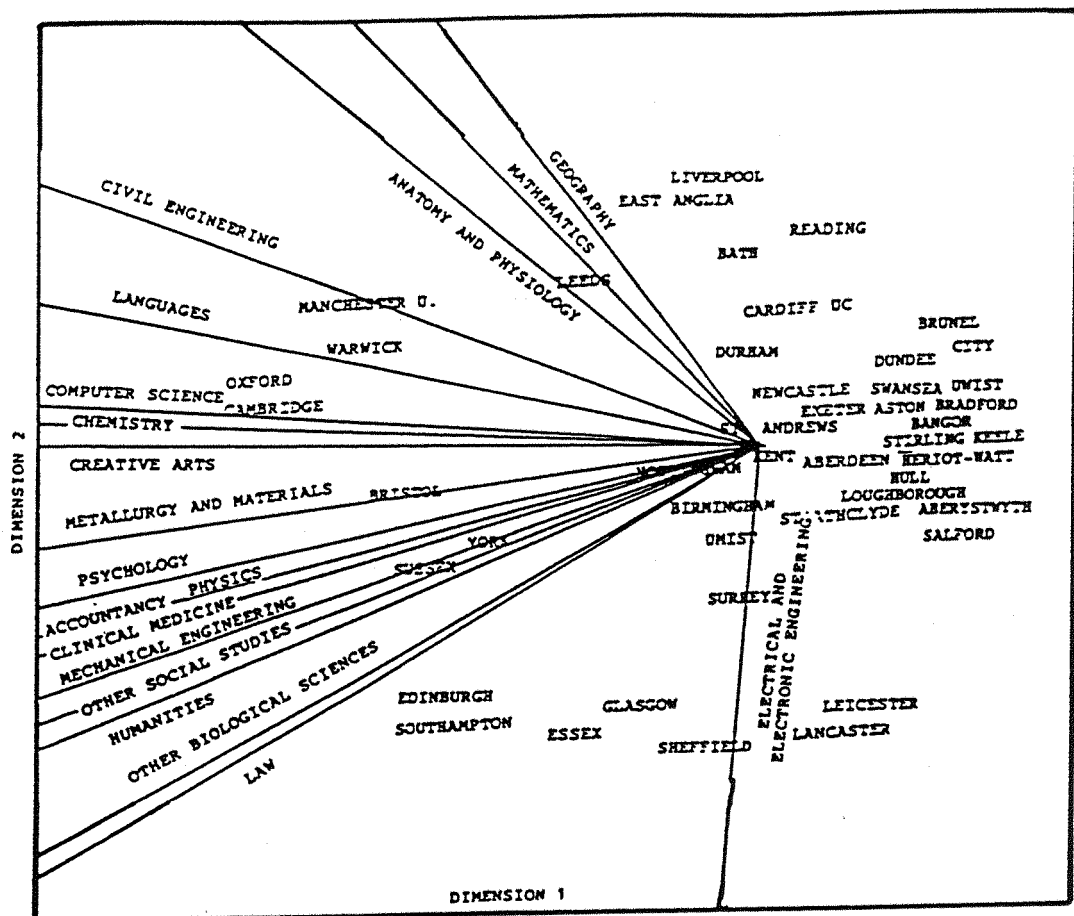 GEOGRAPHY
MATHEMATICS
ANATOMY AND PHYSIOLOGY
CIVIL ENGINEERING
LANGUAGES
COMPUTER SCIENCE
CHEMISTRY
CREATIVE ARTS
METALLURGY AND MATERIALS
PSYCHOLOGY
ACCOUNTANCY
PHYSICS
CLINICAL MEDICINE
MECHANICAL ENGINEERING
OTHER SOCIAL STUDIES
HUMANITIES
OTHER BIOLOGICAL SCIENCES
LAW
ELECTRICAL AND
ELECTRONIC ENGINEERING
LIVERPOOL
EAST ANGLIA
READING
BATH
LEEDS
MANCHESTER U.
CARDIFF UC
BRUNEL
WARWICK
DURHAM
CITY
DUNDEE
OXFORD
CAMBRIDGE
NEWCASTLE
SWANSEA
UWIST
EXETER
ASTON
BRADFORD
ANDREWS
BANGOR
STIRLING
KEELE
KENT
ABERDEEN
HERIOT-WATT
HULL
BRISTOL
LOUGHBOROUGH
BIRMINGHAM
STRATHCLYDE
ABERYSTWYTH
YORK
UMIST
SALFORD
SUSSEX
SURREY
EDINBURGH
GLASGOW
LEICESTER
SOUTHAMPTON
ESSEX
SHEFFIELD
LANCASTER
DIMENSION 2
DIMENSION 1